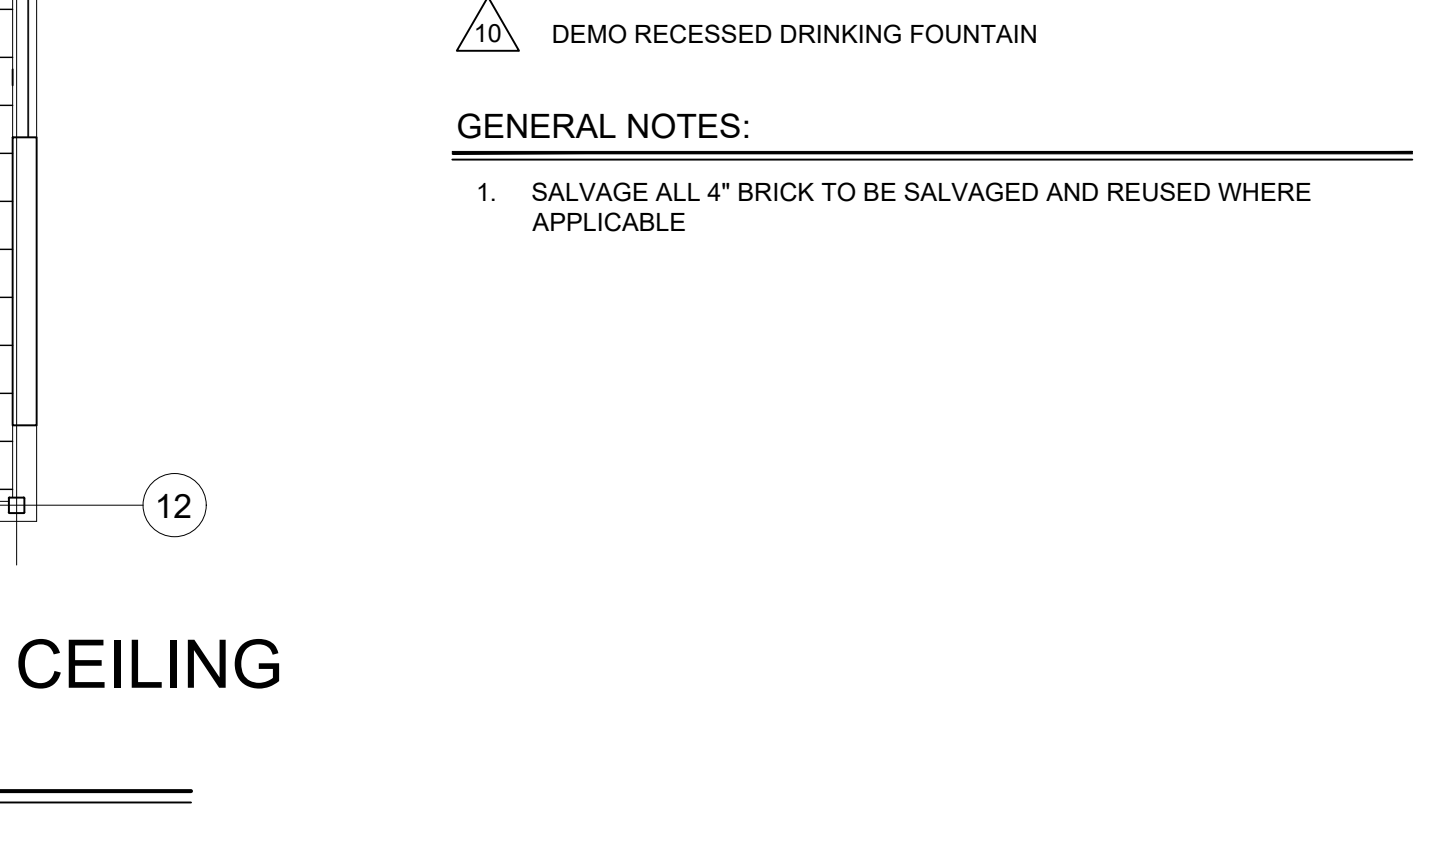 10 DEMO RECESSED DRINKING FOUNTAIN
GENERAL NOTES:
1. SALVAGE ALL 4" BRICK TO BE SALVAGED AND REUSED WHERE
APPLICABLE
12
CEILING